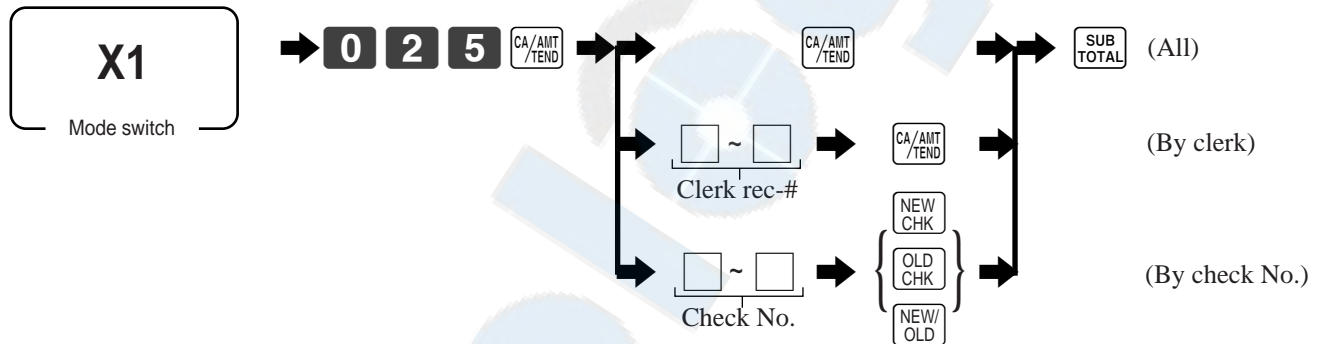 X1
Mode switch
0 2 5 CA/AMT /TEND
CA/AMT /TEND
SUB TOTAL
(All)
~
Clerk rec-#
CA/AMT /TEND
(By clerk)
~
Check No.
NEW CHK
OLD CHK
NEW/ OLD
(By check No.)